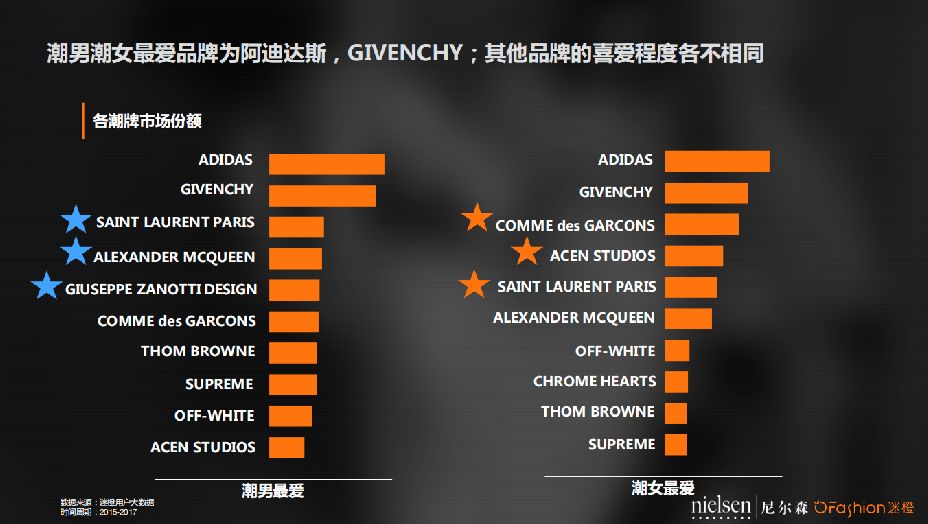 潮男潮女最爱品牌为阿迪达斯，GIVENCHY；其他品牌的喜爱程度各不相同
各潮牌市场份额
ADIDAS
GIVENCHY
SAINT LAURENT PARIS
ALEXANDER MCQUEEN
GIUSEPPE ZANOTTI DESIGN
COMME des GARCONS
THOM BROWNE
SUPREME
OFF-WHITE
ACEN STUDIOS
潮男最爱
ADIDAS
GIVENCHY
COMME des GARCONS
ACEN STUDIOS
SAINT LAURENT PARIS
ALEXANDER MCQUEEN
OFF-WHITE
CHROME HEARTS
THOM BROWNE
SUPREME
潮女最爱
数据来源：迷橙用户大数据
时间周期：2015-2017
nielsen 尼尔森 OFashion迷橙